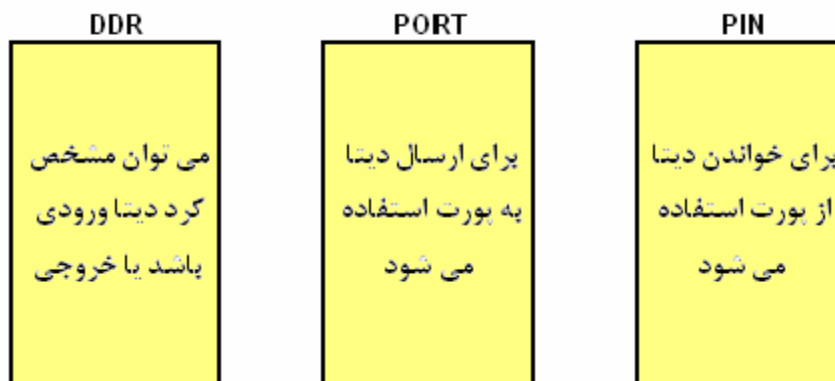 DDR
می توان مشخص
کرد دیتا ورودی
باشد یا خروجی
PORT
برای ارسال دیتا
به پورت استفاده
می شود
PIN
برای خواندن دیتا
از پورت استفاده
می شود